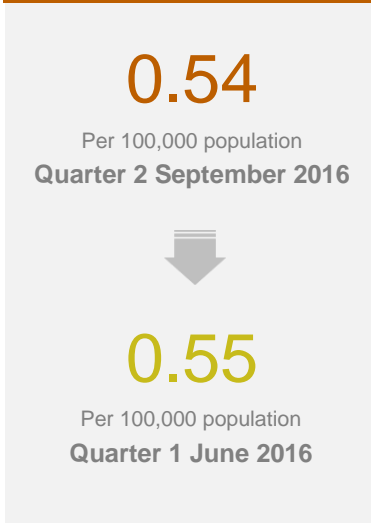 0.54
Per 100,000 population
Quarter 2 September 2016
0.55
Per 100,000 population
Quarter 1 June 2016